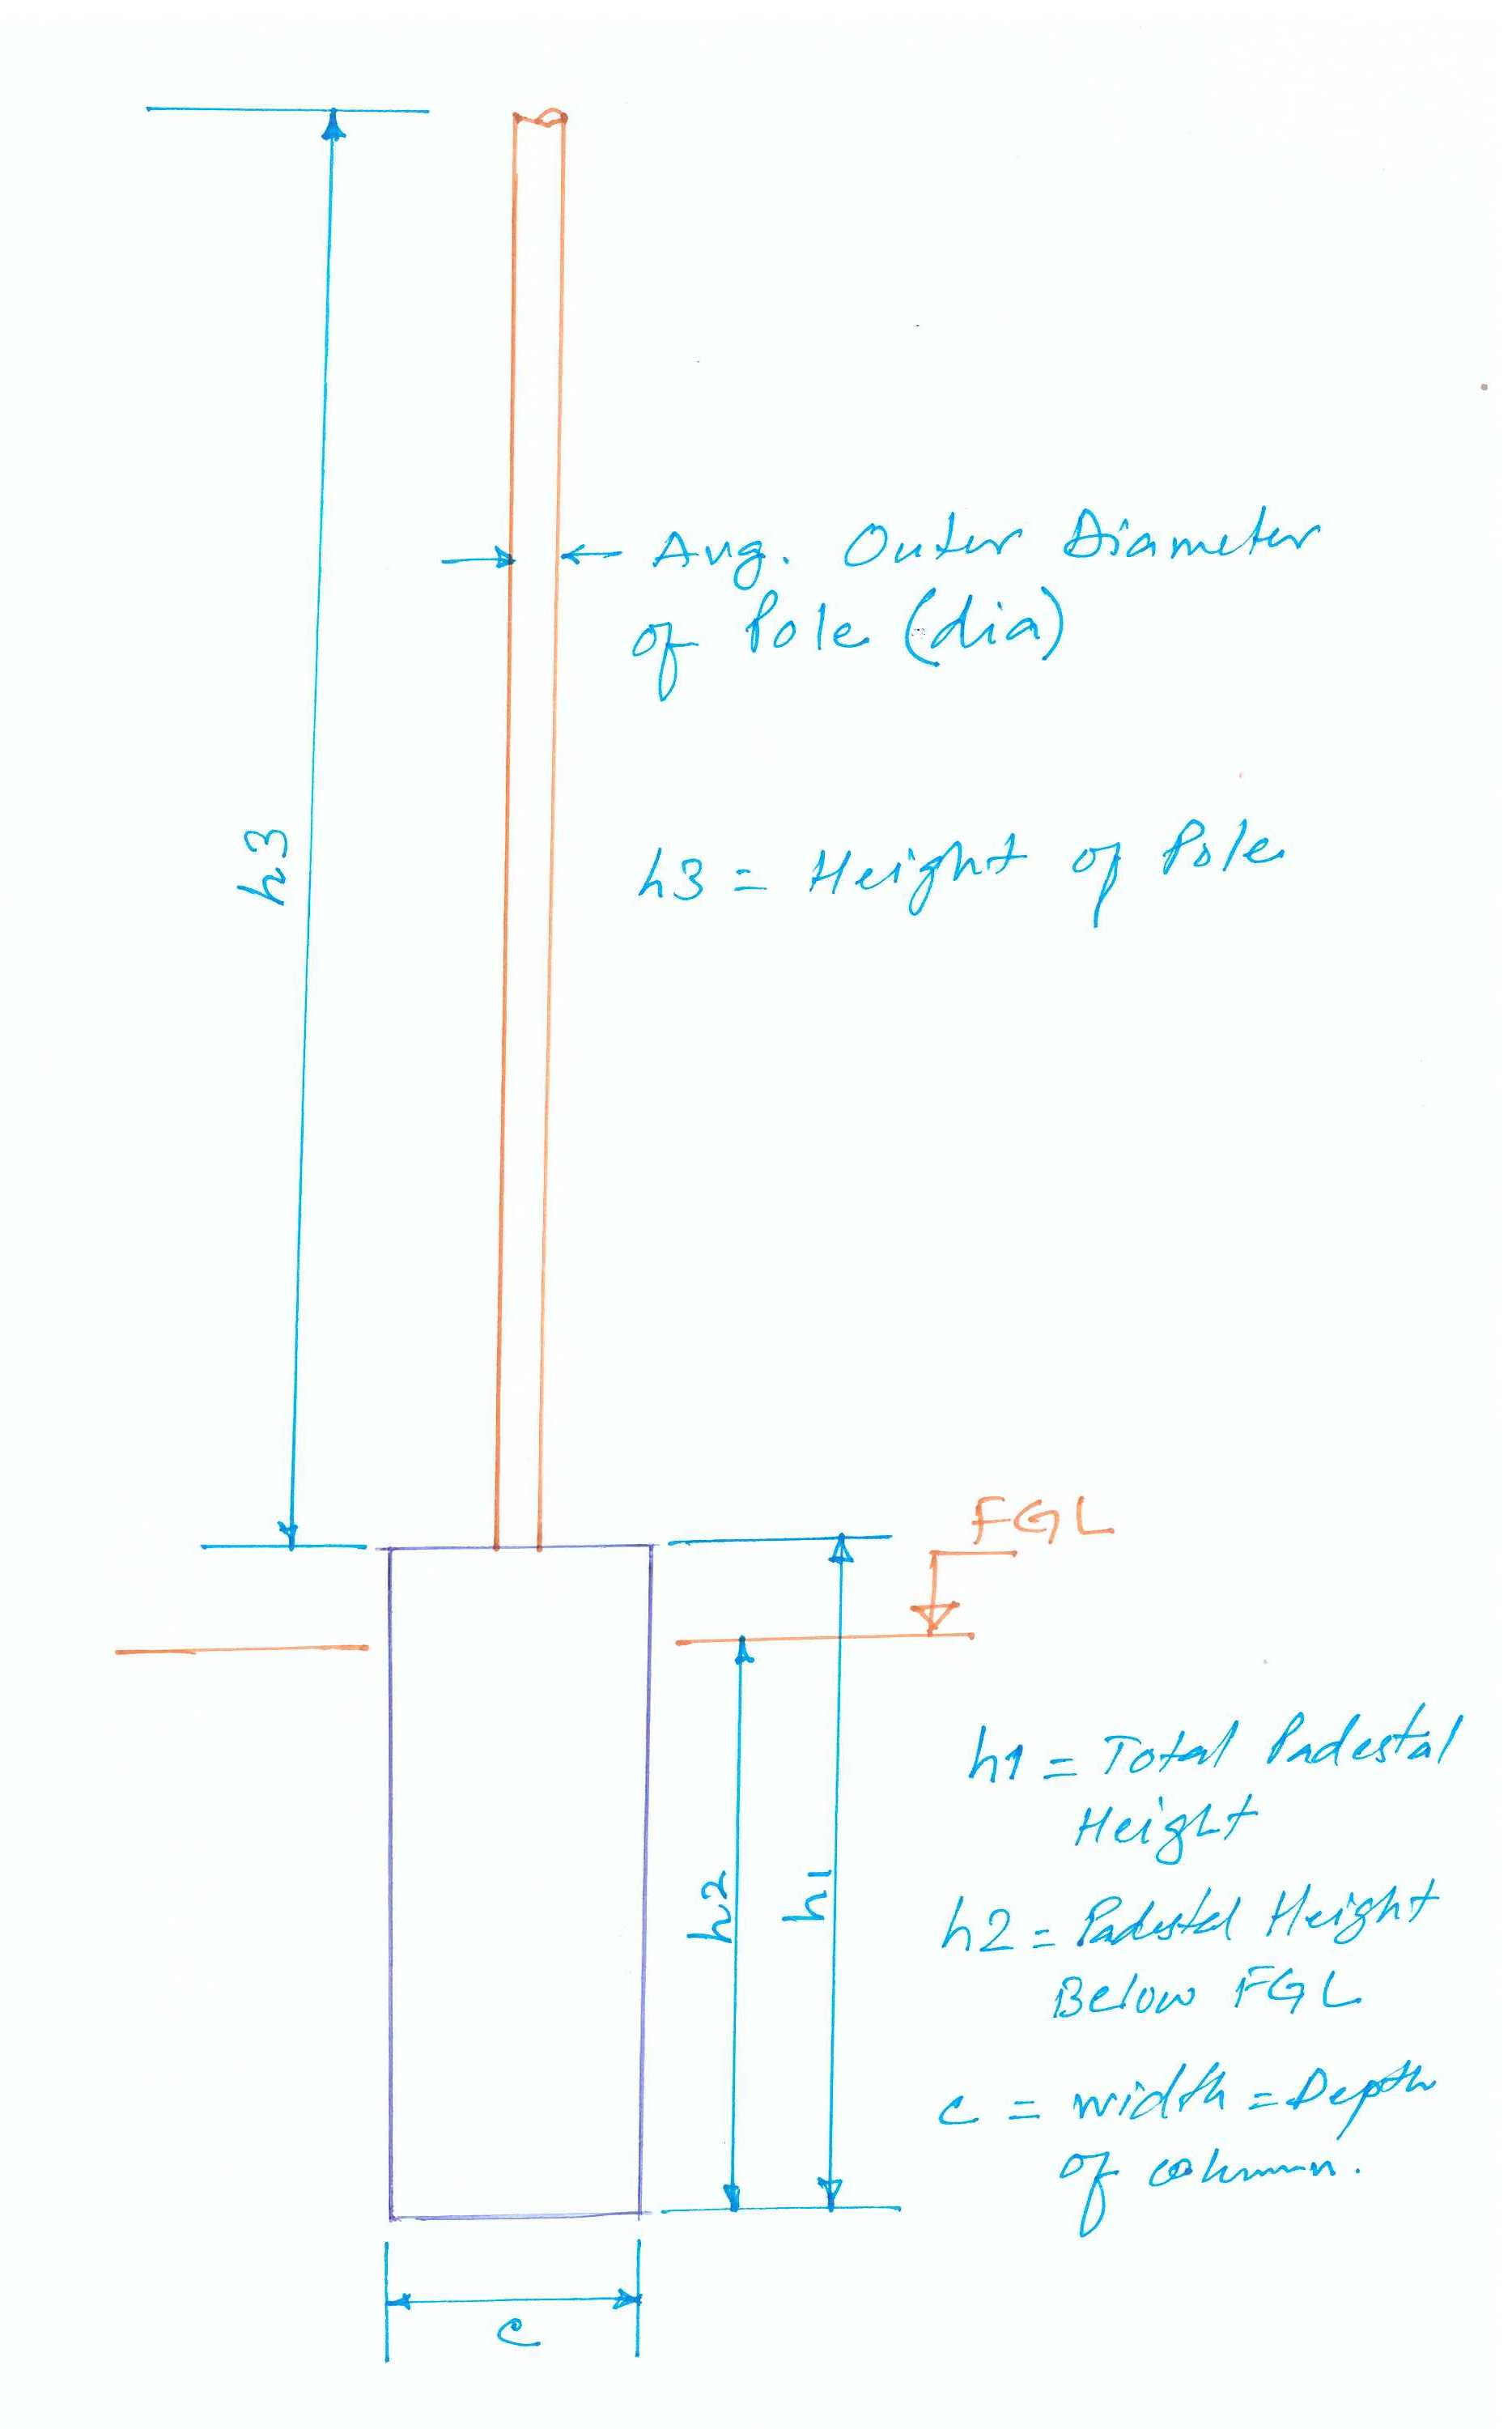 Avg. Outer Diameter
of Pole (dia)
h3
h3 = Height of Pole
FGL
h1 = Total Padestal
Height
h2
h1
h2 = Padestal Height
Below FGL
c = width = Depth
of column.
c